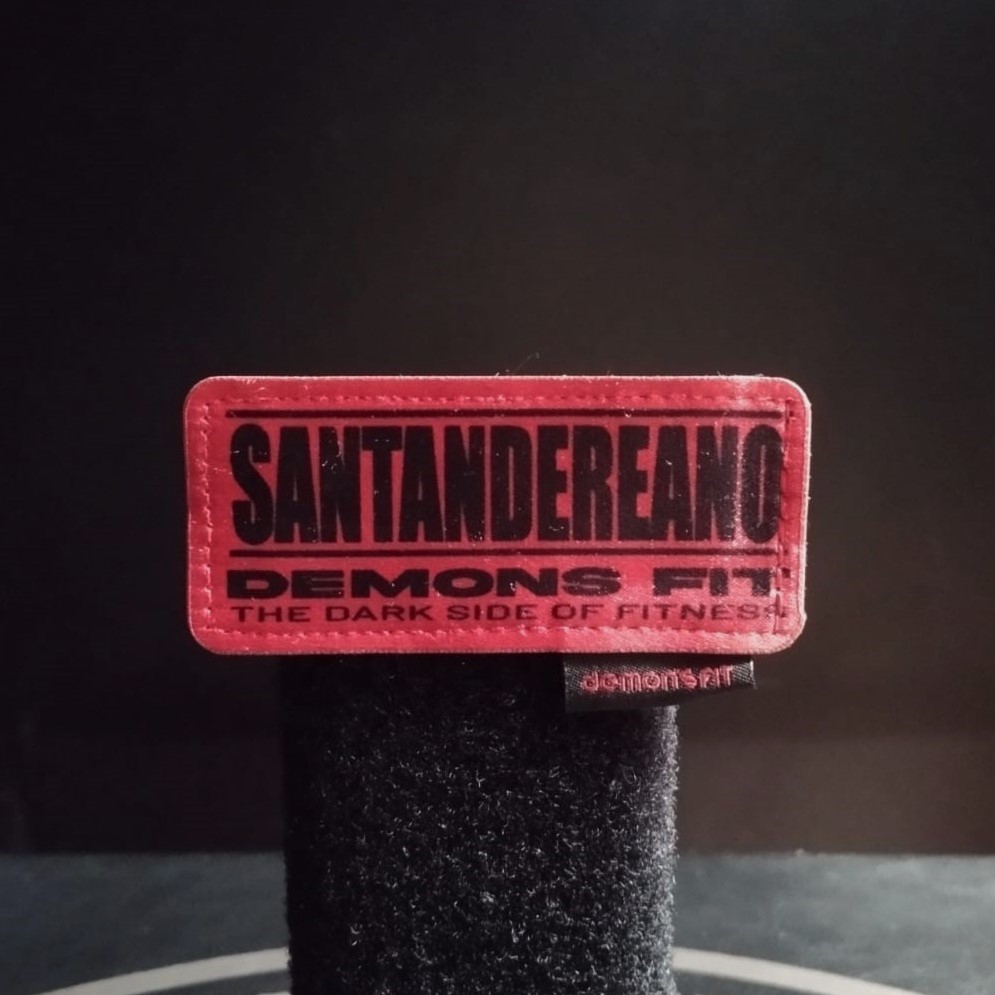 SANTANDEREANO
DEMONS FIT
THE DARK SIDE OF FITNESS
demonsFIT